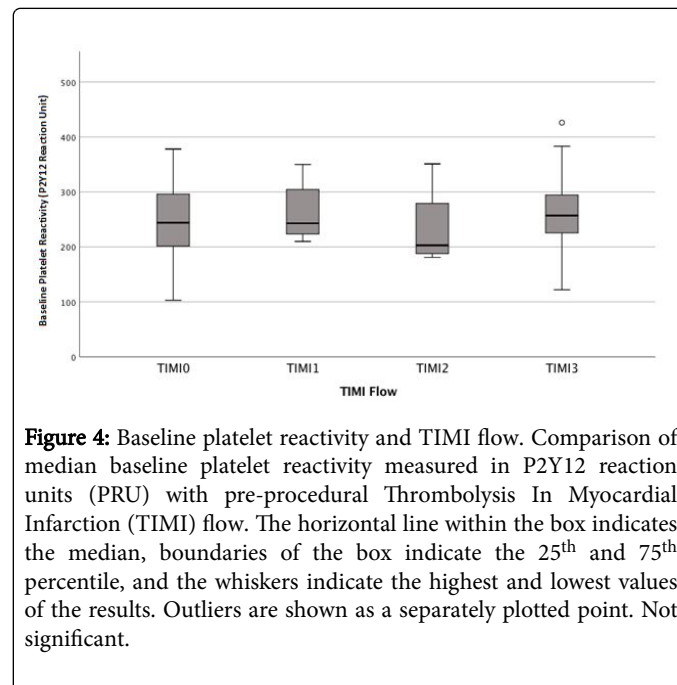 500
400
300
200
100
0
Baseline Platelet Reactivity (P2Y12 Reaction Unit)
TIMI0 TIMI1 TIMI2 TIMI3
TIMI Flow
Figure 4: Baseline platelet reactivity and TIMI flow. Comparison of
median baseline platelet reactivity measured in P2Y12 reaction
units (PRU) with pre-procedural Thrombolysis In Myocardial
Infarction (TIMI) flow. The horizontal line within the box indicates
the median, boundaries of the box indicate the 25th and 75th
percentile, and the whiskers indicate the highest and lowest values
of the results. Outliers are shown as a separately plotted point. Not
significant.